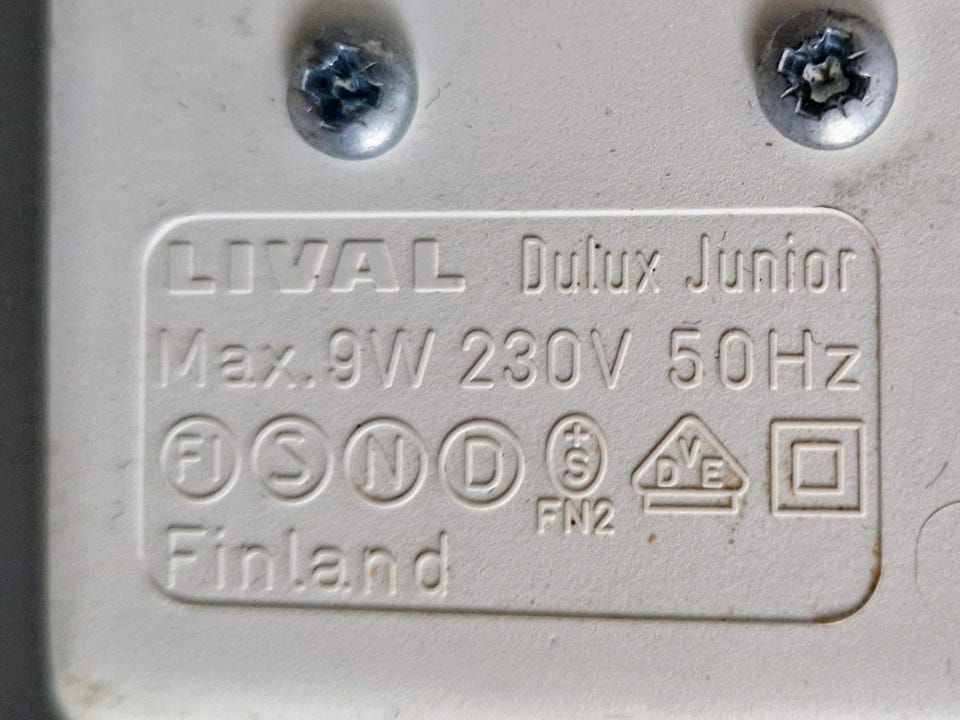 LIVAL Dulux Junior
Max. 9W 230V 50Hz
FI S N D +S DVE
FN2
Finland